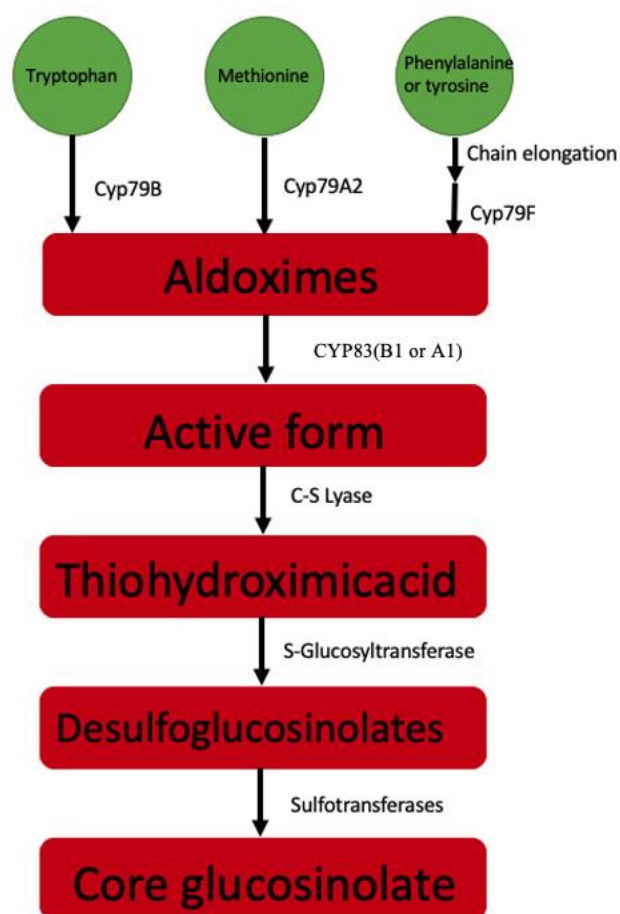 Tryptophan
Methionine
Phenylalanine
or tyrosine
Chain elongation
Cyp79B
Cyp79A2
Cyp79F
Aldoximes
CYP83(B1 or A1)
Active form
C-S Lyase
Thiohydroximicacid
S-Glucosyltransferase
Desulfoglucosinolates
Sulfotransferases
Core glucosinolate